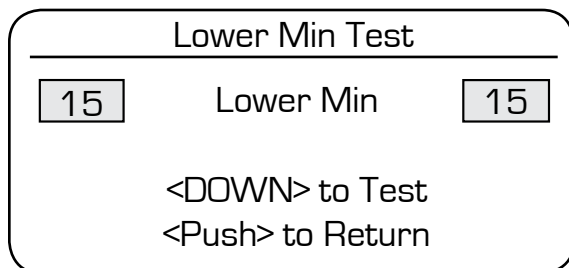 Lower Min Test
15 Lower Min 15
<DOWN> to Test
<Push> to Return